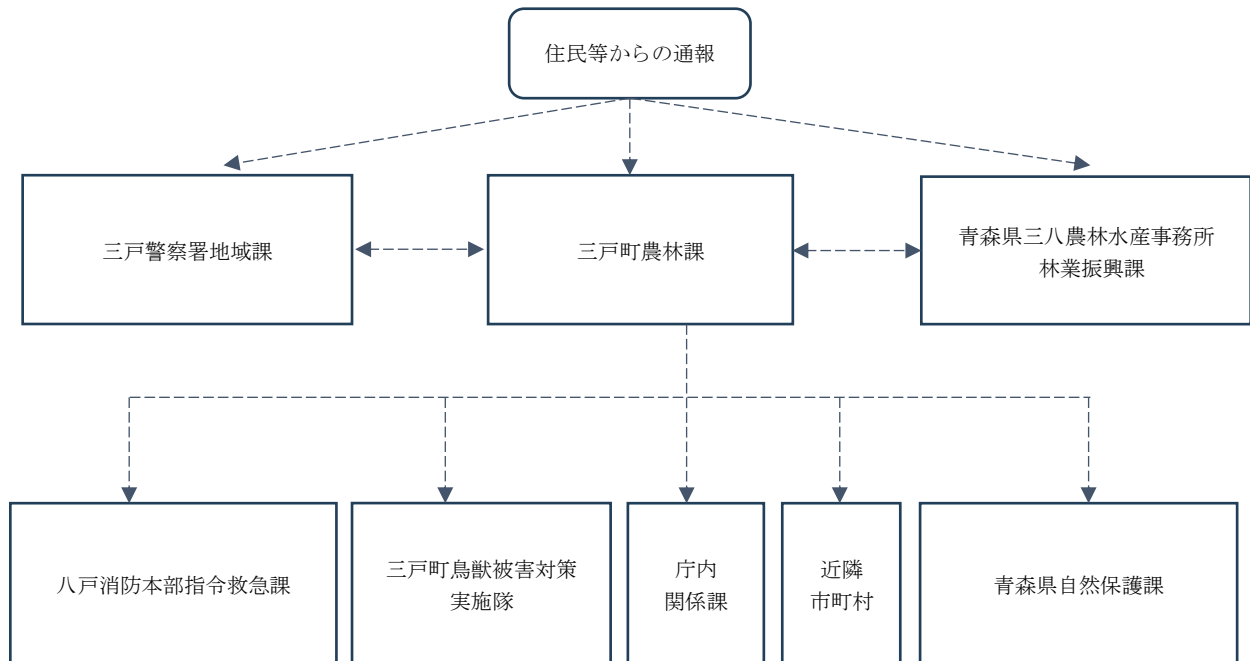 住民等からの通報
三戸警察署地域課
三戸町農林課
青森県三八農林水産事務所
林業振興課
八戸消防本部指令救急課
三戸町鳥獣被害対策
実施隊
庁内
関係課
近隣
市町村
青森県自然保護課